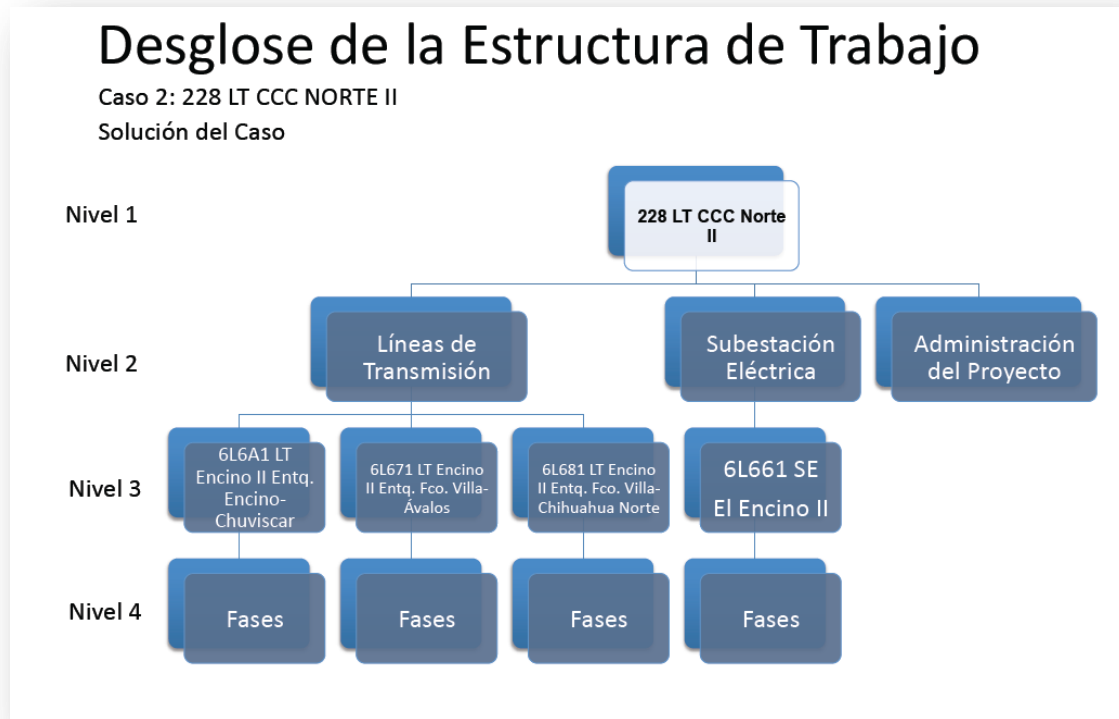 Desglose de la Estructura de Trabajo
Caso 2: 228 LT CCC NORTE II
Solución del Caso
Nivel 1
228 LT CCC Norte
II
Nivel 2
Líneas de
Transmisión
Subestación
Eléctrica
Administración
del Proyecto
Nivel 3
6L6A1 LT
Encino II Entq.
Encino-
Chuviscar
6L671 LT Encino
II Entq. Fco. Villa-
Ávalos
6L681 LT Encino
II Entq. Fco. Villa-
Chihuahua Norte
6L661 SE
El Encino II
Nivel 4
Fases
Fases
Fases
Fases